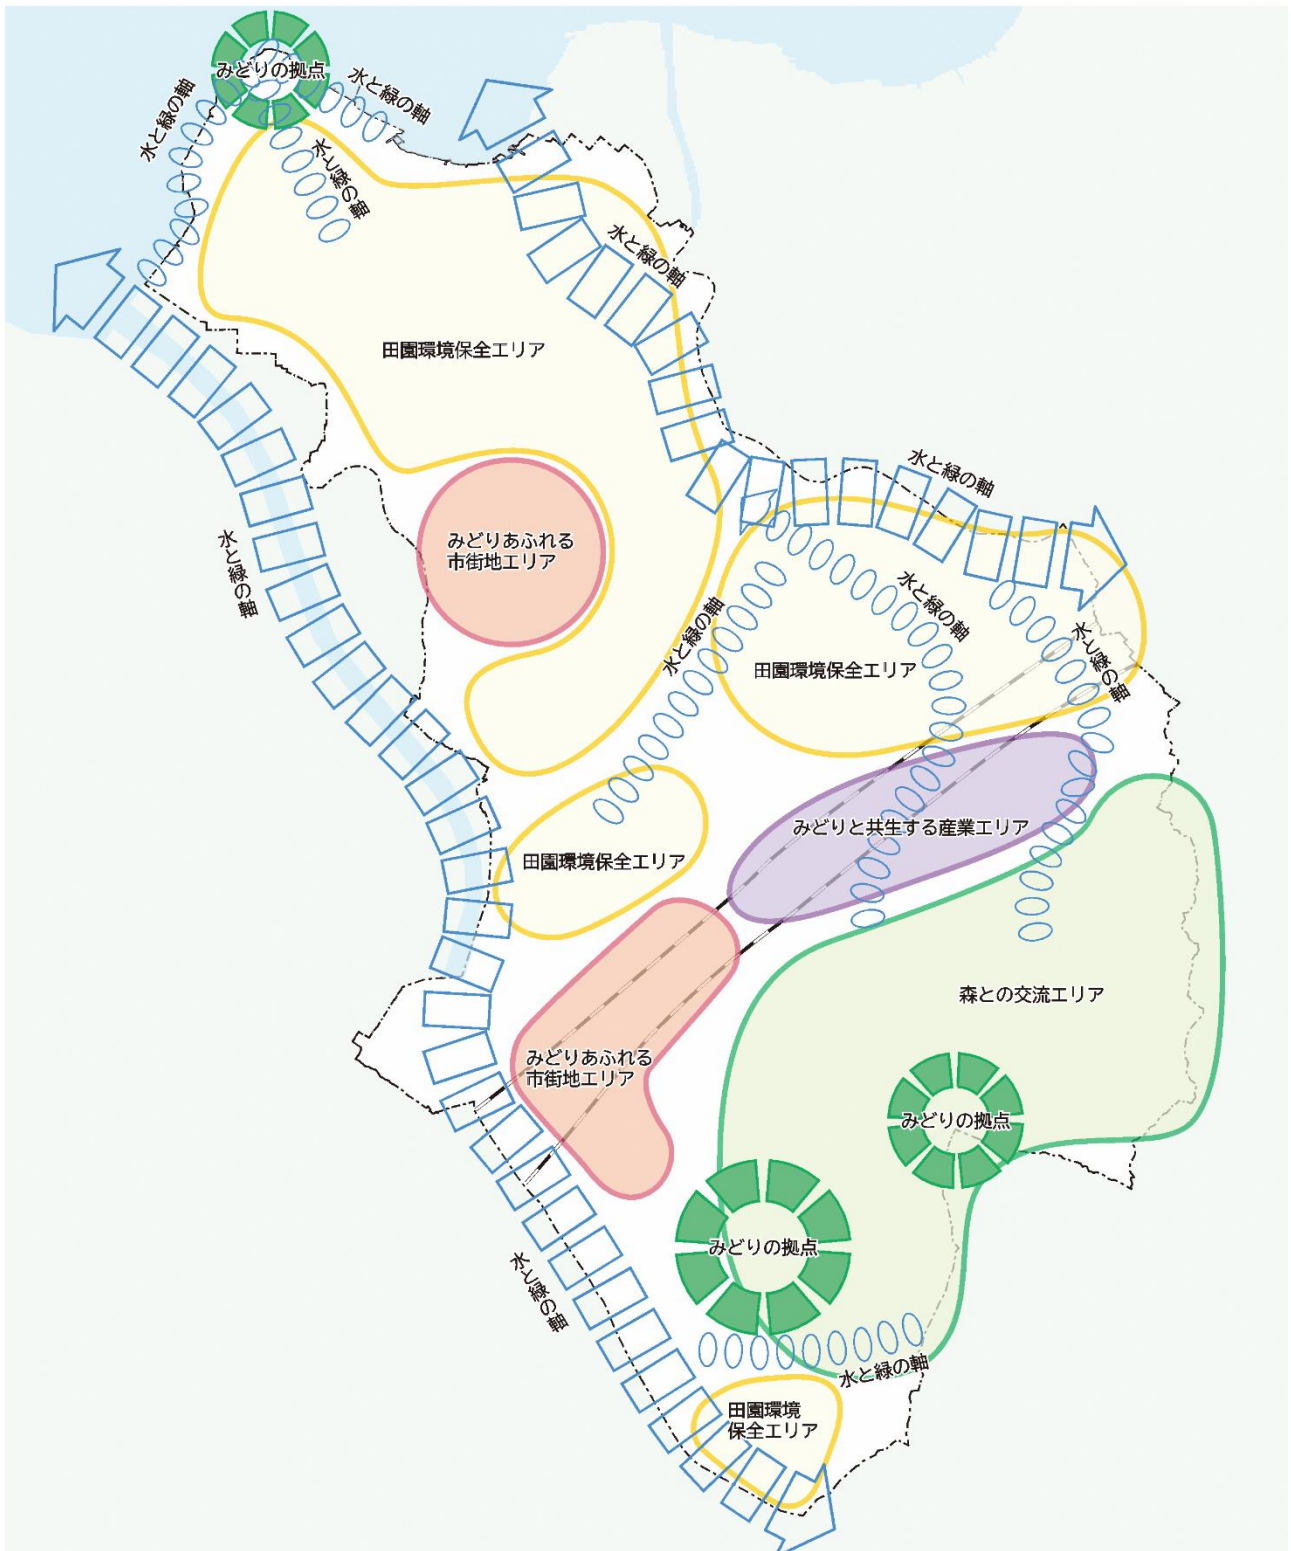 みどりの拠点
水と緑の軸
水と緑の軸
水と緑の軸
水と緑の軸
田園環境保全エリア
水と緑の軸
水と緑の軸
みどりあふれる
市街地エリア
水と緑の軸
水と緑の軸
水と緑の軸
田園環境保全エリア
みどりと共生する産業エリア
田園環境保全エリア
森との交流エリア
みどりあふれる
市街地エリア
みどりの拠点
みどりの拠点
水と緑の軸
水と緑の軸
田園環境
保全エリア